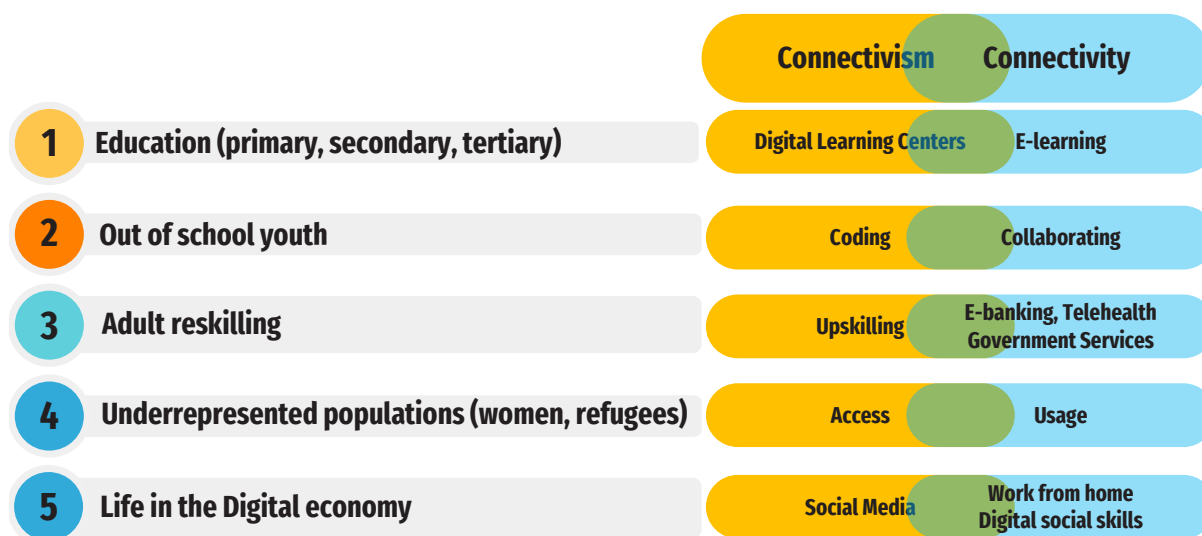 Connectivism Connectivity
1 Education (primary, secondary, tertiary) Digital Learning Centers E-learning
2 Out of school youth Coding Collaborating
3 Adult reskilling Upskilling E-banking, Telehealth
Government Services
4 Underrepresented populations (women, refugees) Access Usage
5 Life in the Digital economy Social Media Work from home
Digital social skills